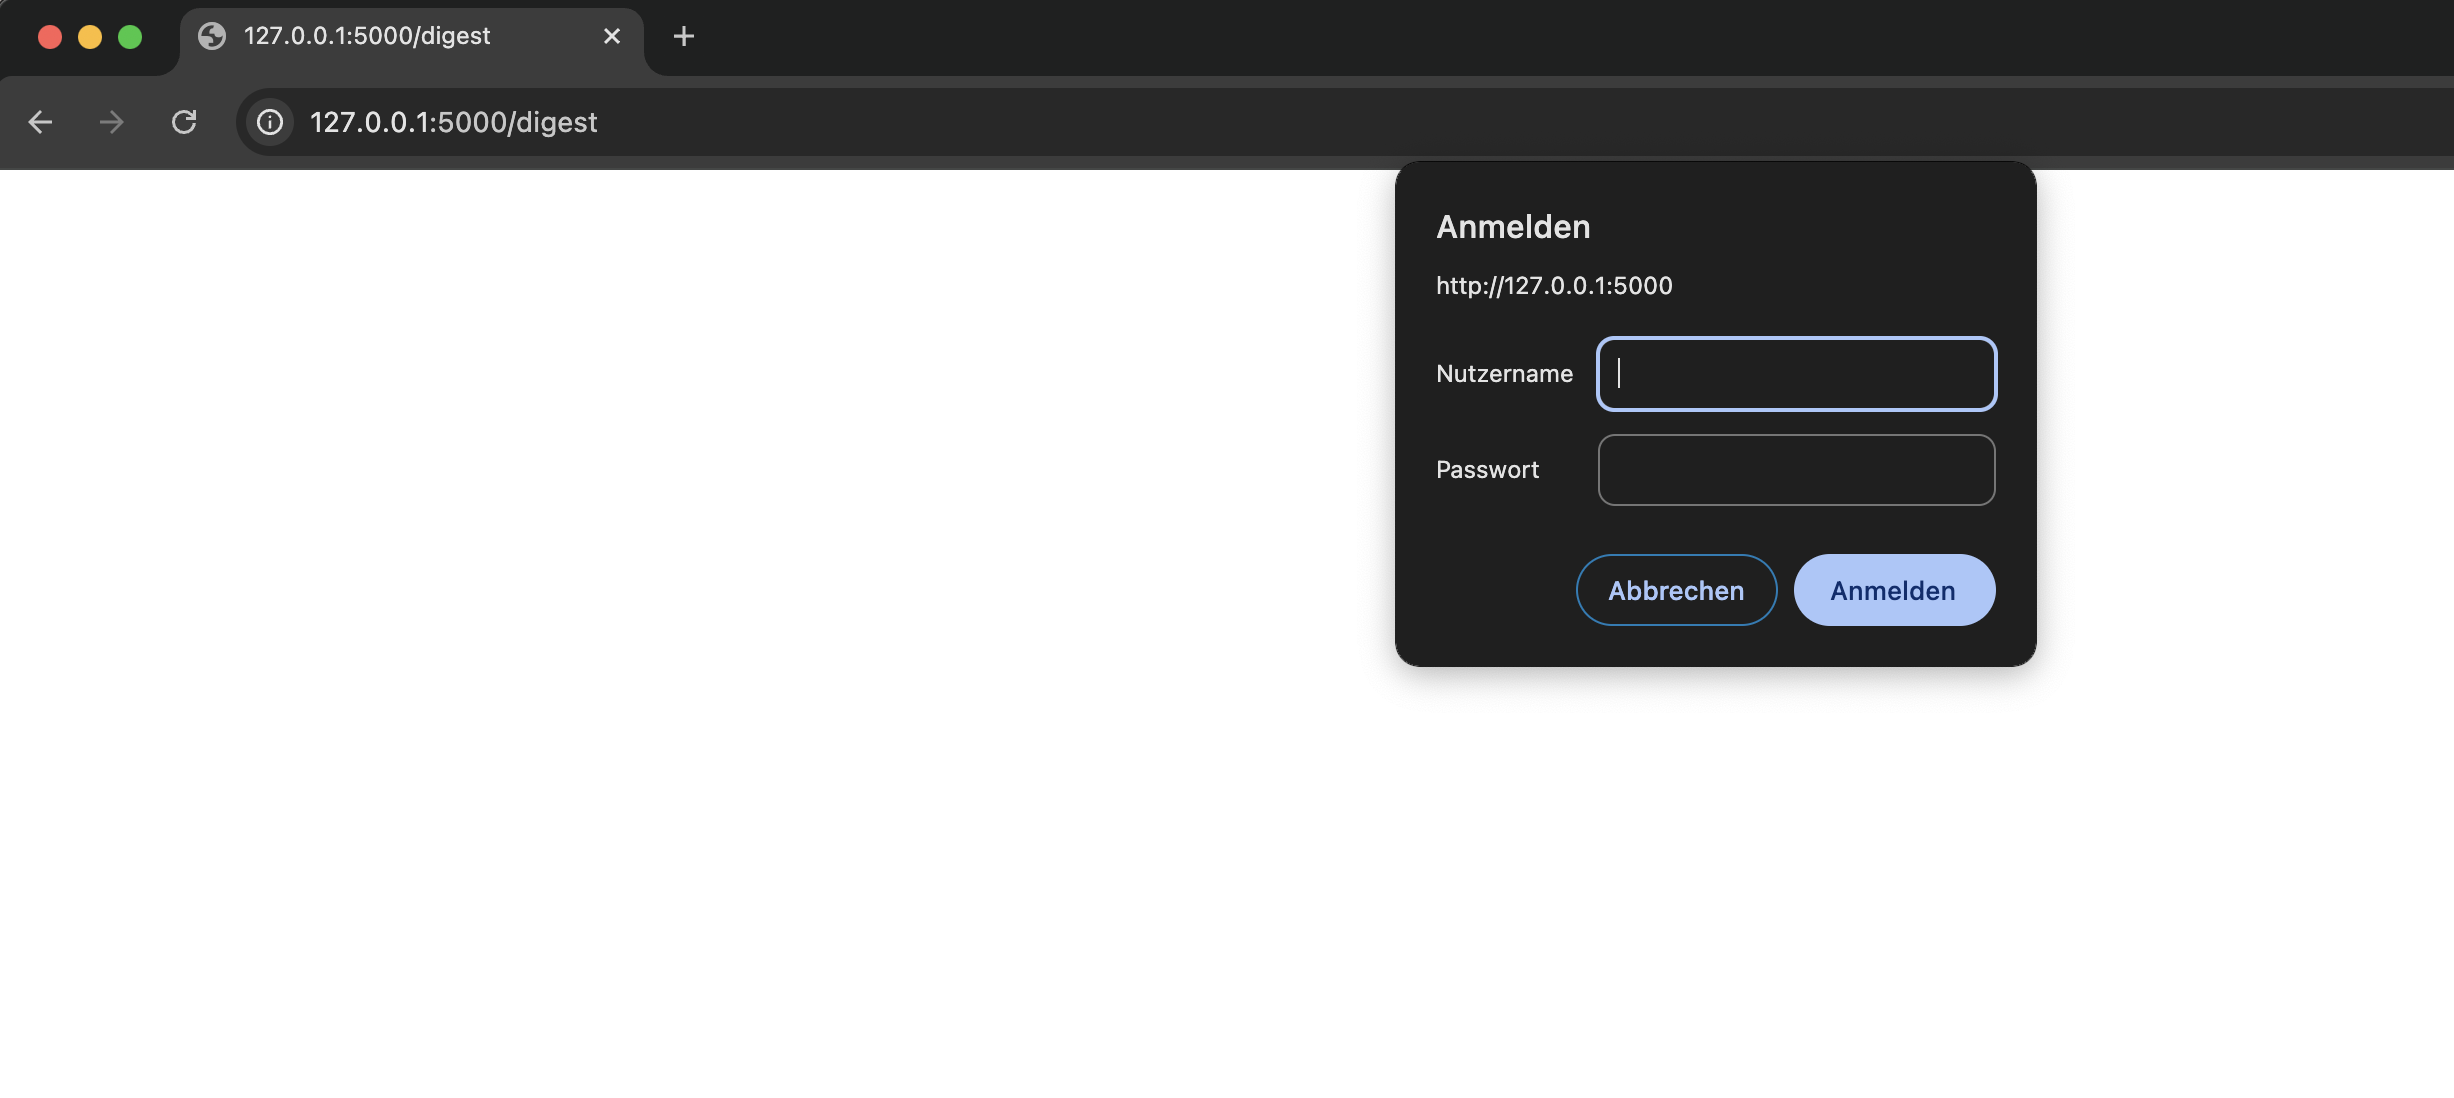 127.0.0.1:5000/digest
127.0.0.1:5000/digest
Anmelden
http://127.0.0.1:5000
Nutzername
Passwort
Abbrechen Anmelden